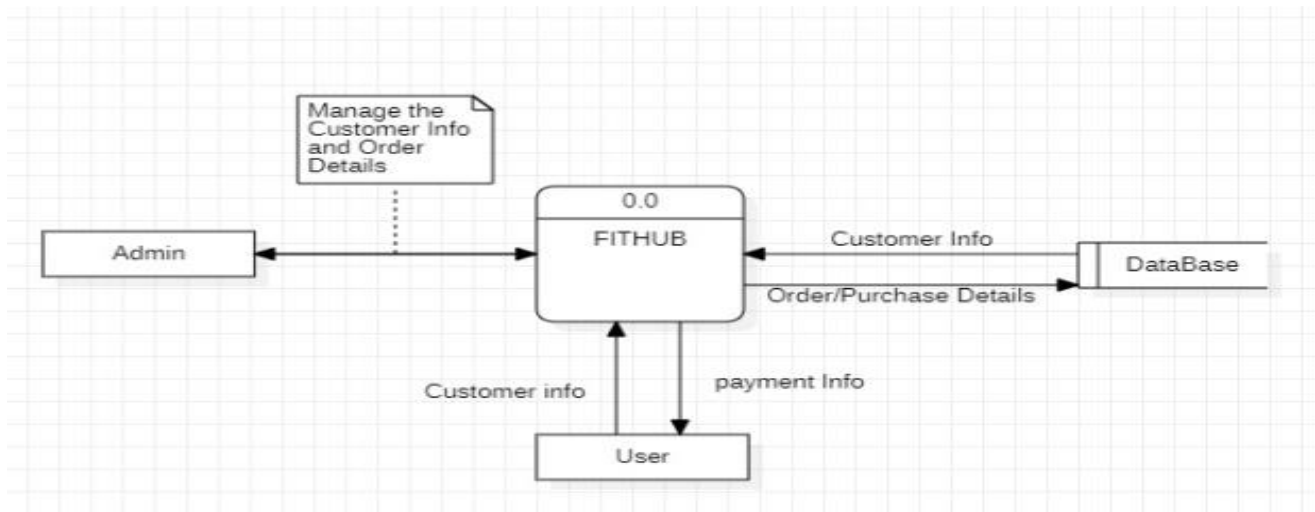 Manage the
Customer Info
and Order
Details
0.0
FITHUB
Admin
Customer Info
DataBase
Order/Purchase Details
Customer info
payment Info
User